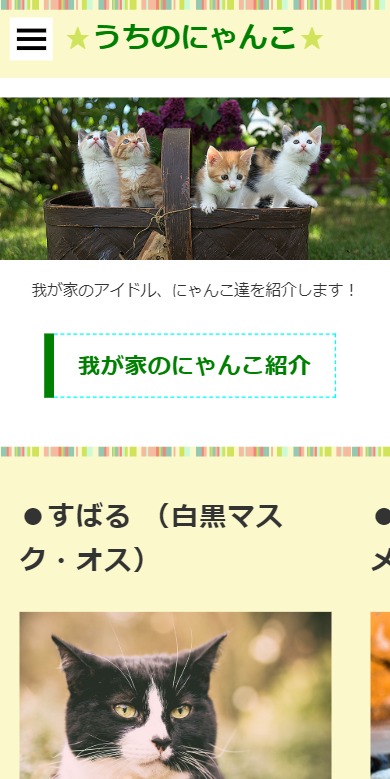 ★うちのにゃんこ★
我が家のアイドル、にゃんこ達を紹介します！
我が家のにゃんこ紹介
●すばる （白黒マス
ク・オス）
●
メ